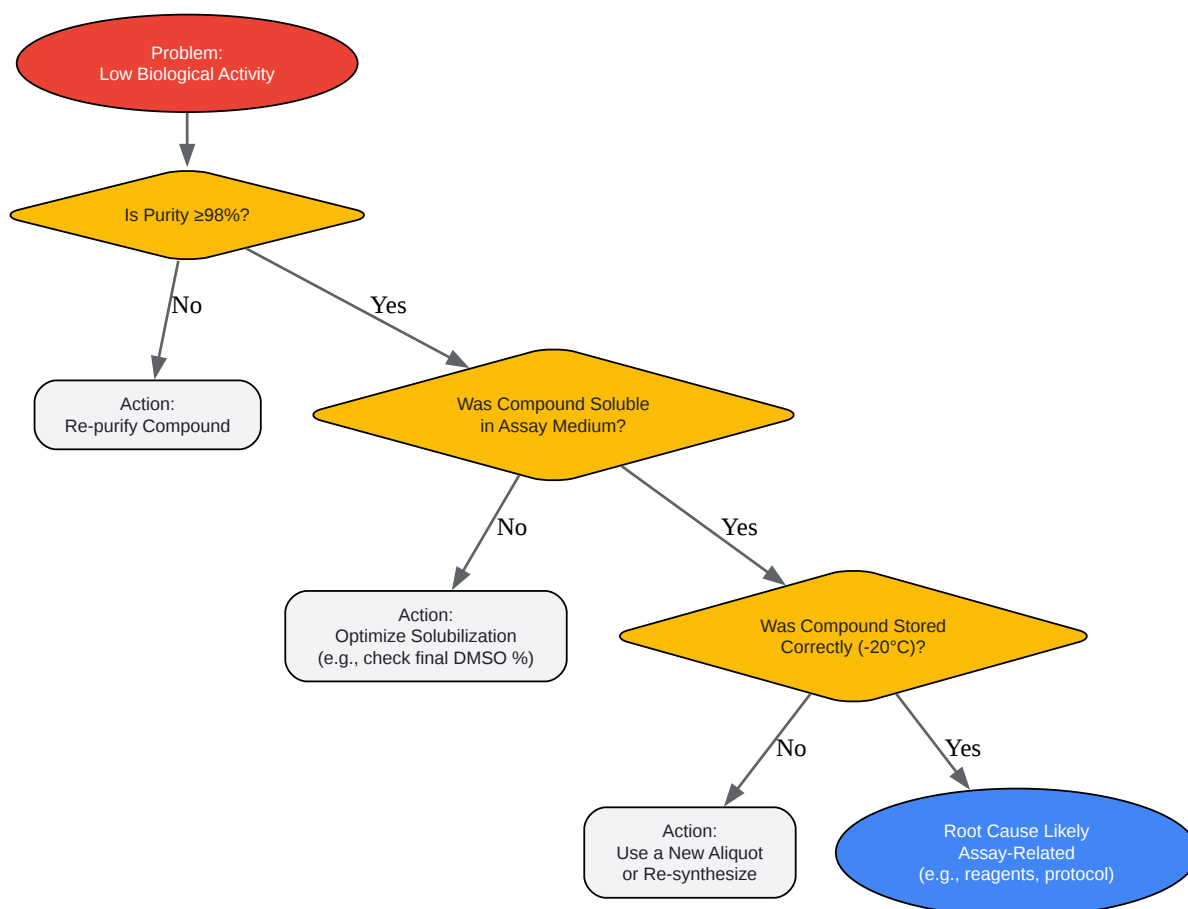 Problem:
Low Biological Activity
Is Purity ≥98%?
No
Yes
Action:
Re-purify Compound
Was Compound Soluble
in Assay Medium?
No
Yes
Action:
Optimize Solubilization
(e.g., check final DMSO %)
Was Compound Stored
Correctly (-20°C)?
No
Yes
Action:
Use a New Aliquot
or Re-synthesize
Root Cause Likely
Assay-Related
(e.g., reagents, protocol)